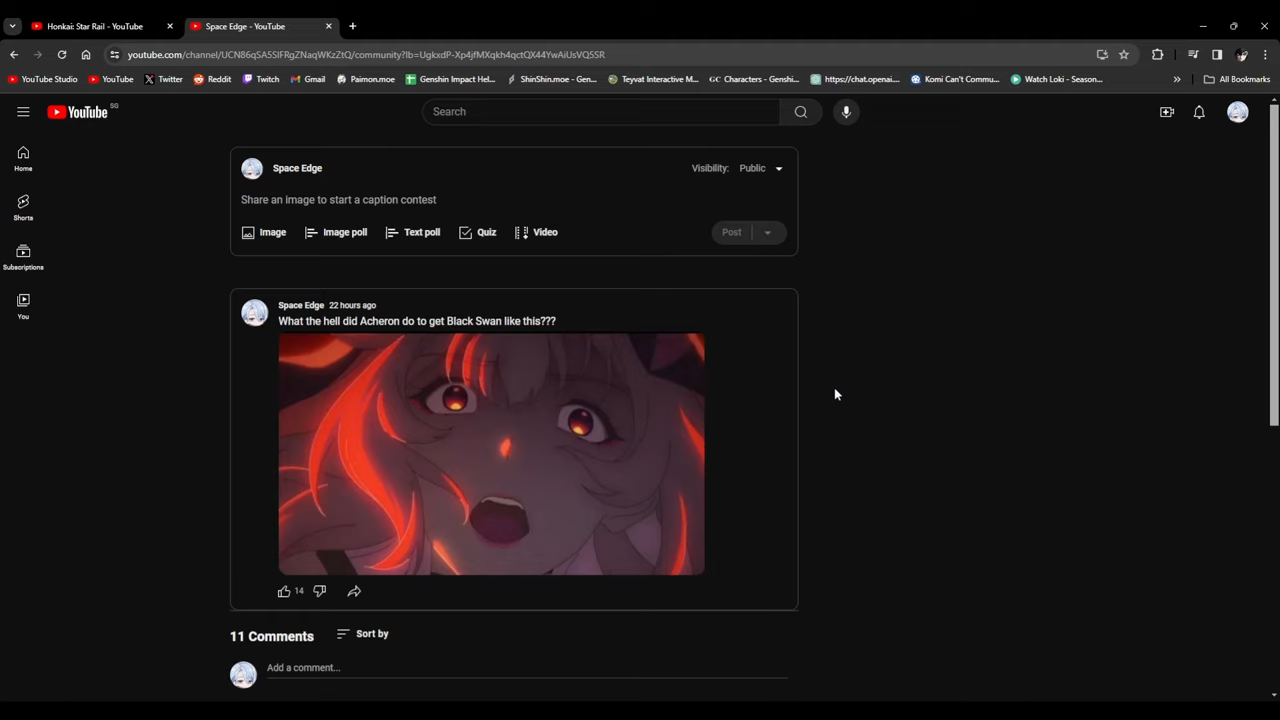 Honkai: Star Rail - YouTube
Space Edge - YouTube
youtube.com/channel/UCN86qSA5SIFRgZNaqWKzZtQ/community?lb=UgkxdP-Xp4jfMXqkh4qctQX44YwAiUsVQ5SR
YouTube Studio YouTube Twitter Reddit Twitch Gmail Paimon.moe Genshin Impact Hel... ShinShin.moe - Gen... Teyvat Interactive M... GC Characters - Genshi... https://chat.openai.... Komi Can't Commu... Watch Loki - Season... » All Bookmarks
YouTube SG
Search
Home
Shorts
Subscriptions
You
Space Edge
Visibility: Public
Share an image to start a caption contest
Image Image poll Text poll Quiz Video Post
Space Edge 22 hours ago
What the hell did Acheron do to get Black Swan like this???
14
11 Comments Sort by
Add a comment...